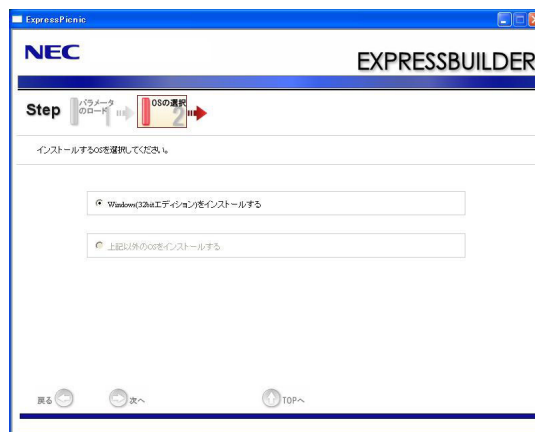 ExpressPicnic
NEC
EXPRESSBUILDER
Step
パラメータ
のロード
1
OSの選択
2
インストールするOSを選択してください。
Windows(32bitエディション)をインストールする
上記以外のOSをインストールする
戻る
次へ
TOPへ